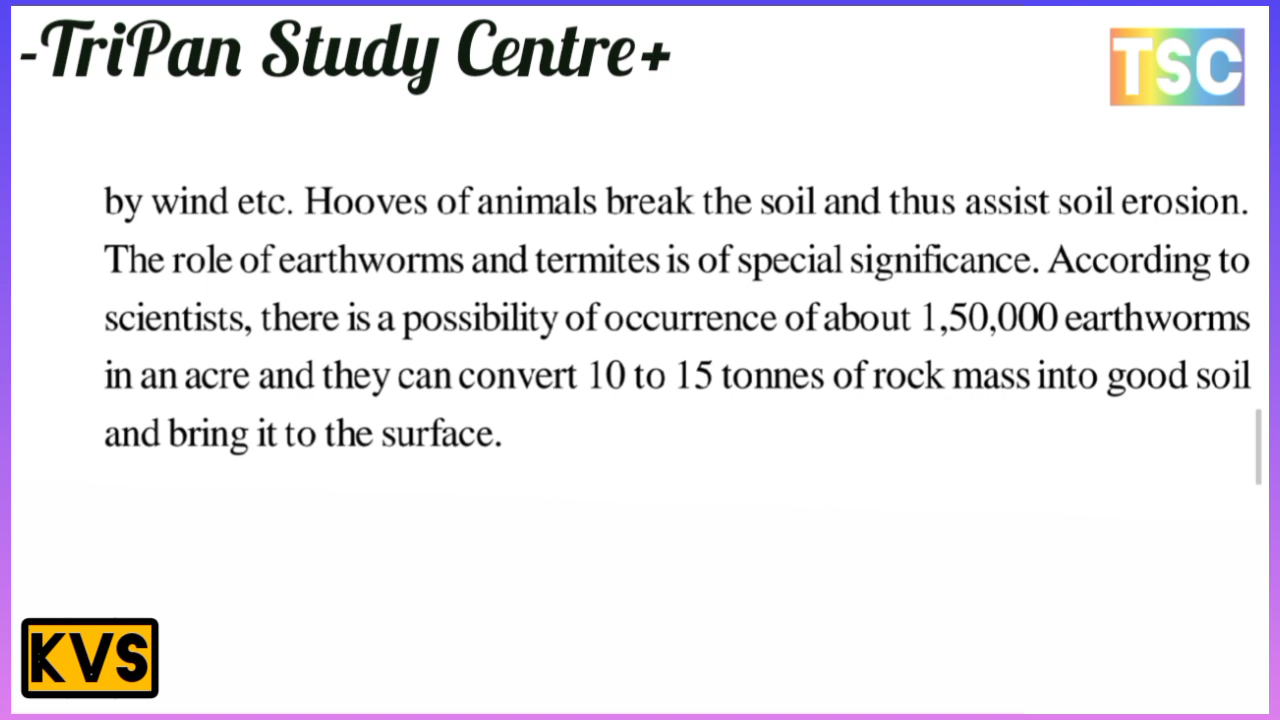 -TriPan Study Centre+
TSC
by wind etc. Hooves of animals break the soil and thus assist soil erosion.
The role of earthworms and termites is of special significance. According to
scientists, there is a possibility of occurrence of about 1,50,000 earthworms
in an acre and they can convert 10 to 15 tonnes of rock mass into good soil
and bring it to the surface.
KVS